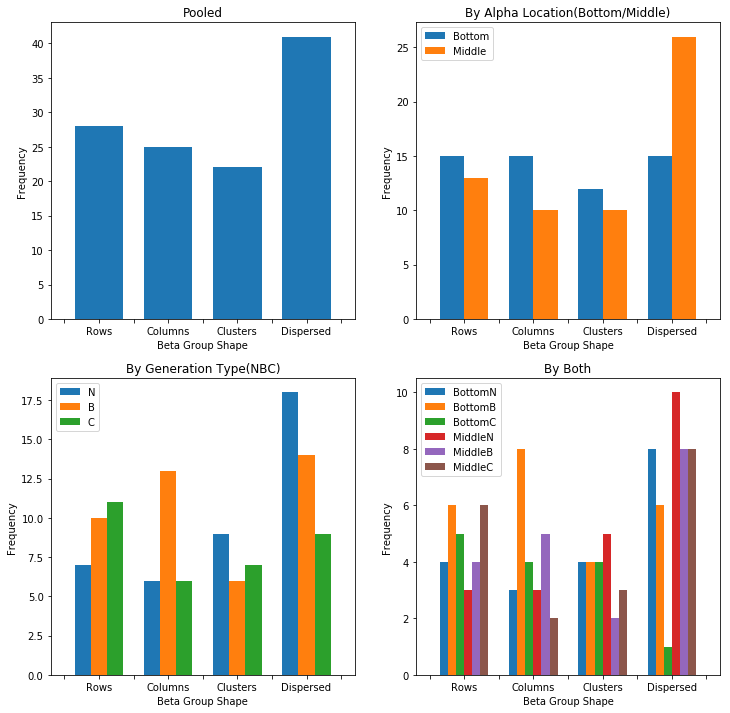 Pooled
Frequency
40
35
30
25
20
15
10
5
0
Rows Columns Clusters Dispersed
Beta Group Shape
By Alpha Location(Bottom/Middle)
Bottom
Middle
Frequency
25
20
15
10
5
0
Rows Columns Clusters Dispersed
Beta Group Shape
By Generation Type(NBC)
N
B
C
Frequency
17.5
15.0
12.5
10.0
7.5
5.0
2.5
0.0
Rows Columns Clusters Dispersed
Beta Group Shape
By Both
BottomN
BottomB
BottomC
MiddleN
MiddleB
MiddleC
Frequency
10
8
6
4
2
0
Rows Columns Clusters Dispersed
Beta Group Shape